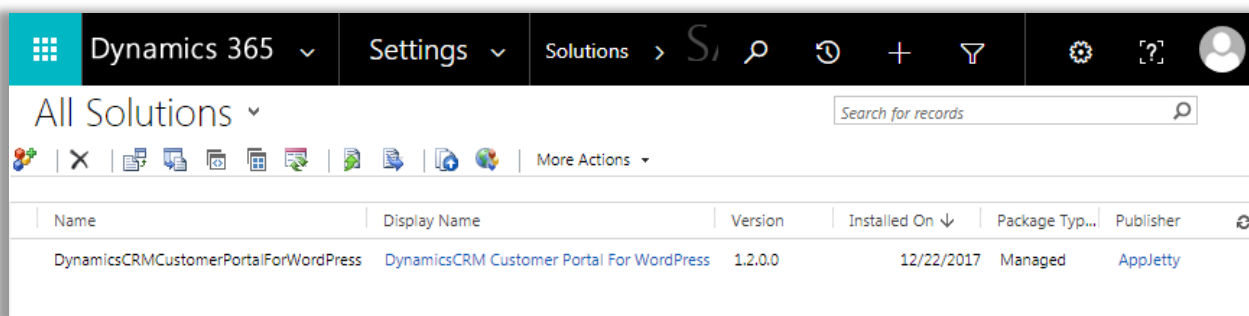 Dynamics 365 Settings Solutions
All Solutions
Search for records
More Actions
Name Display Name Version Installed On Package Typ... Publisher
DynamicsCRMCustomerPortalForWordPress DynamicsCRM Customer Portal For WordPress 1.2.0.0 12/22/2017 Managed AppJetty